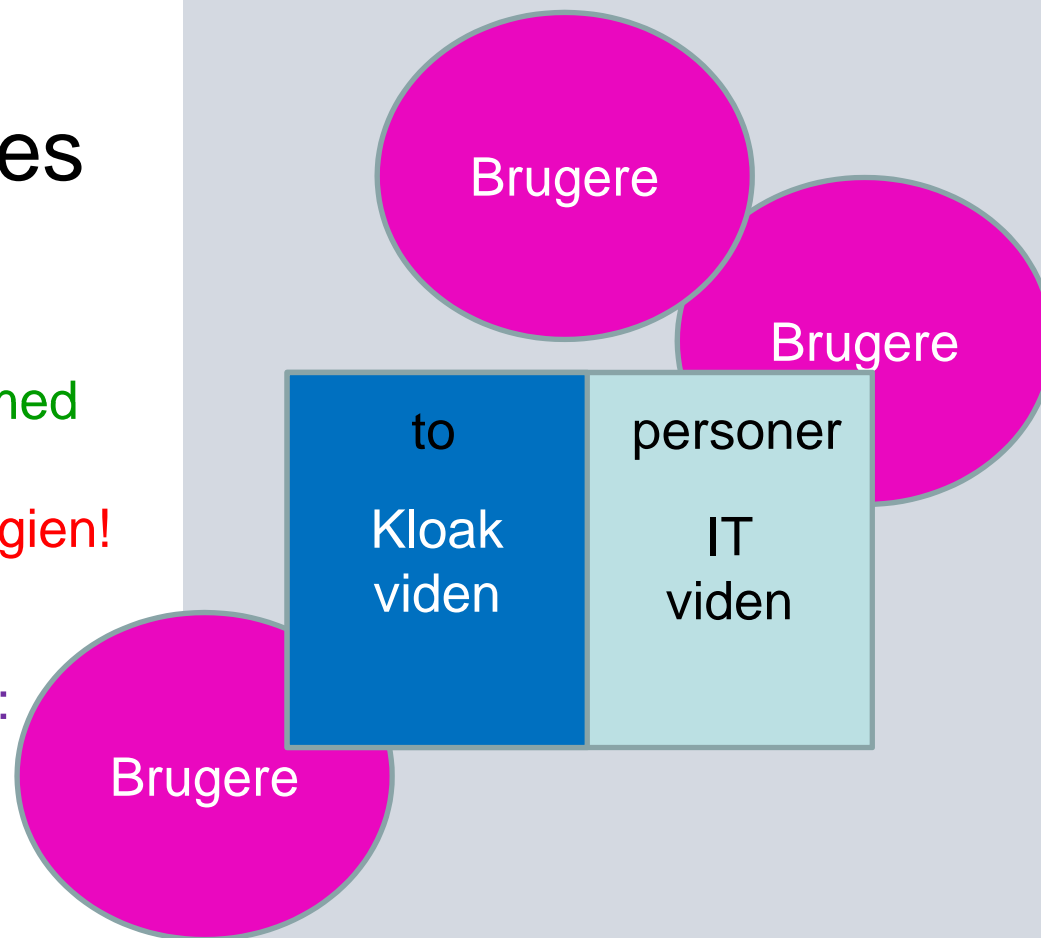 es
Brugere
Brugere
ned
to personer
gien!
Kloak
viden
IT
viden
:
Brugere